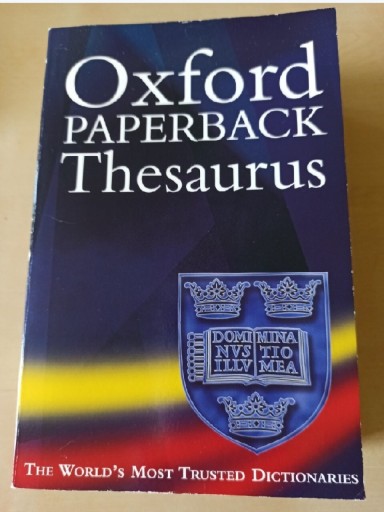 Oxford
PAPERBACK
Thesaurus
DOMI MINA
NVS TIO
ILLV MEA
THE WORLD'S MOST TRUSTED DICTIONARIES